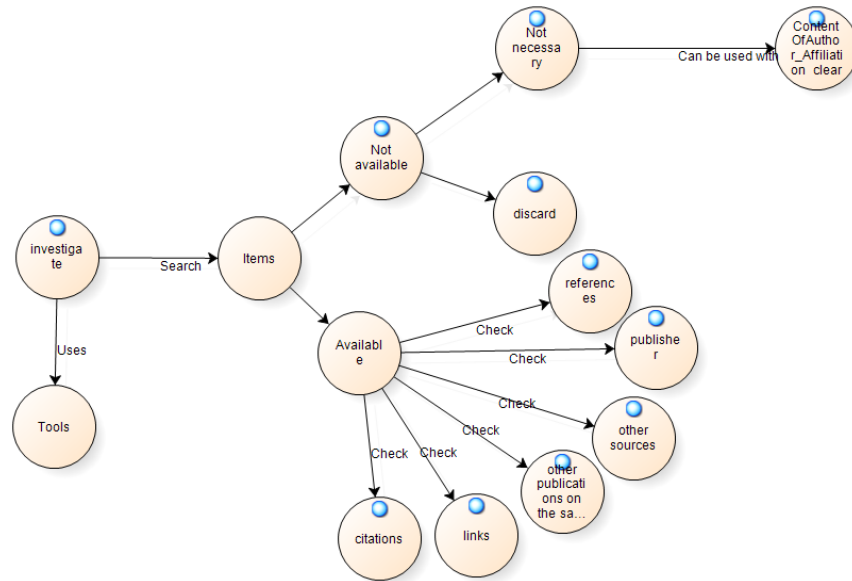 Not
necessa
ry
Can be used with
ContentOfAutho
r_Affiliati
on clear
Not
available
discard
investiga
te
Search
Items
Uses
Tools
Availabl
e
Check
referenc
es
Check
publishe
r
Check
other
sources
Check
other
publicati
ons on
the sa...
Check
links
Check
citations